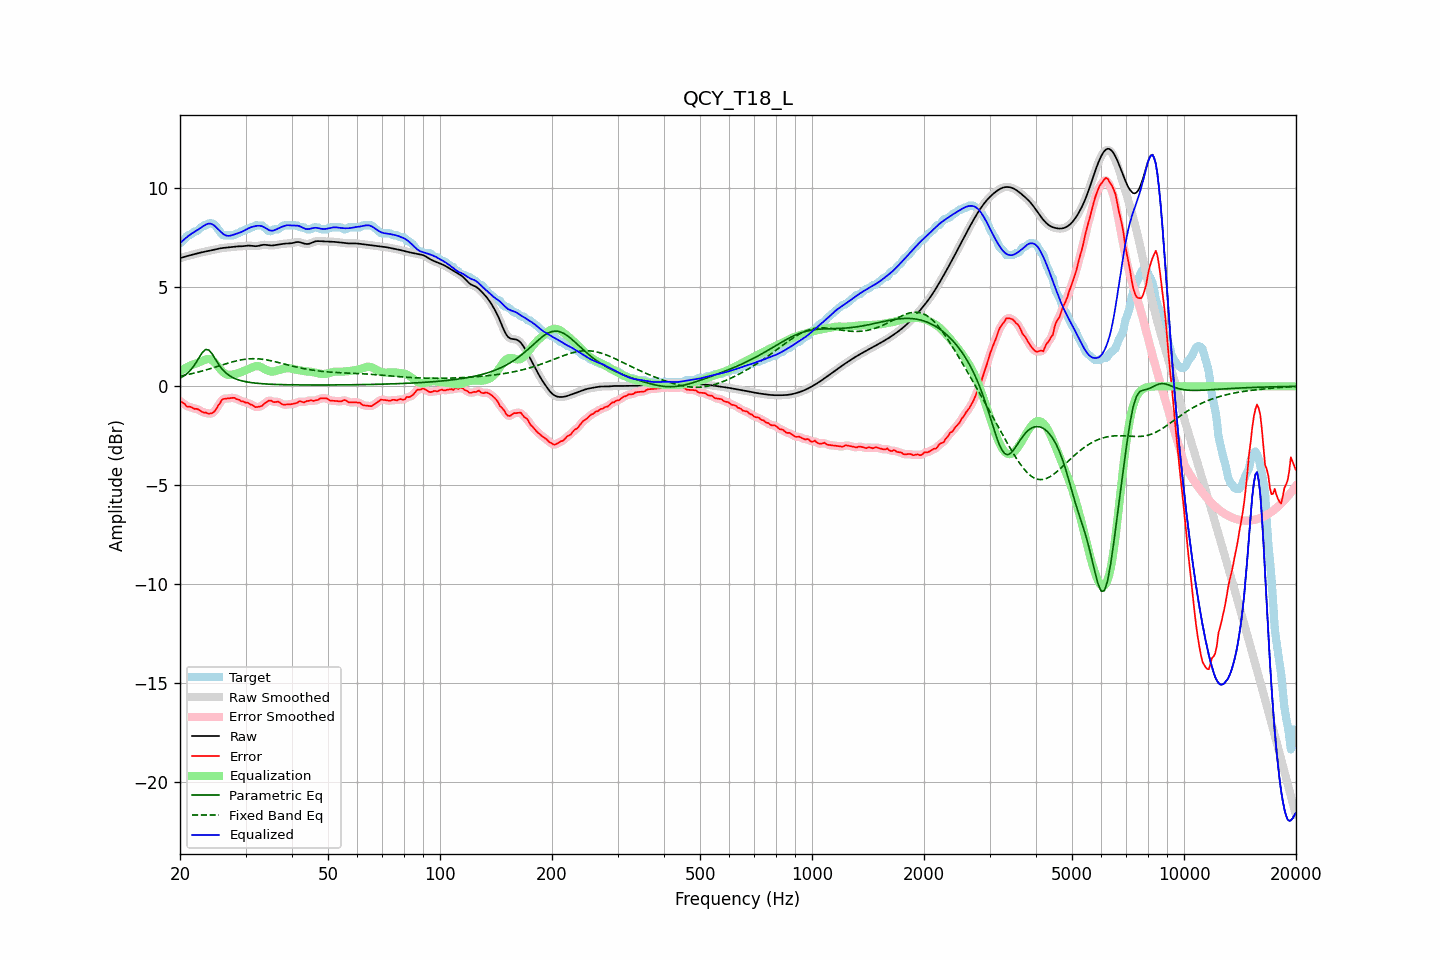 QCY_T18_L
Amplitude (dBr)
10
5
0
−5
−10
−15
−20
Target
Raw Smoothed
Error Smoothed
Raw
Error
Equalization
Parametric Eq
Fixed Band Eq
Equalized
20 50 100 200 500 1000 2000 5000 10000 20000
Frequency (Hz)